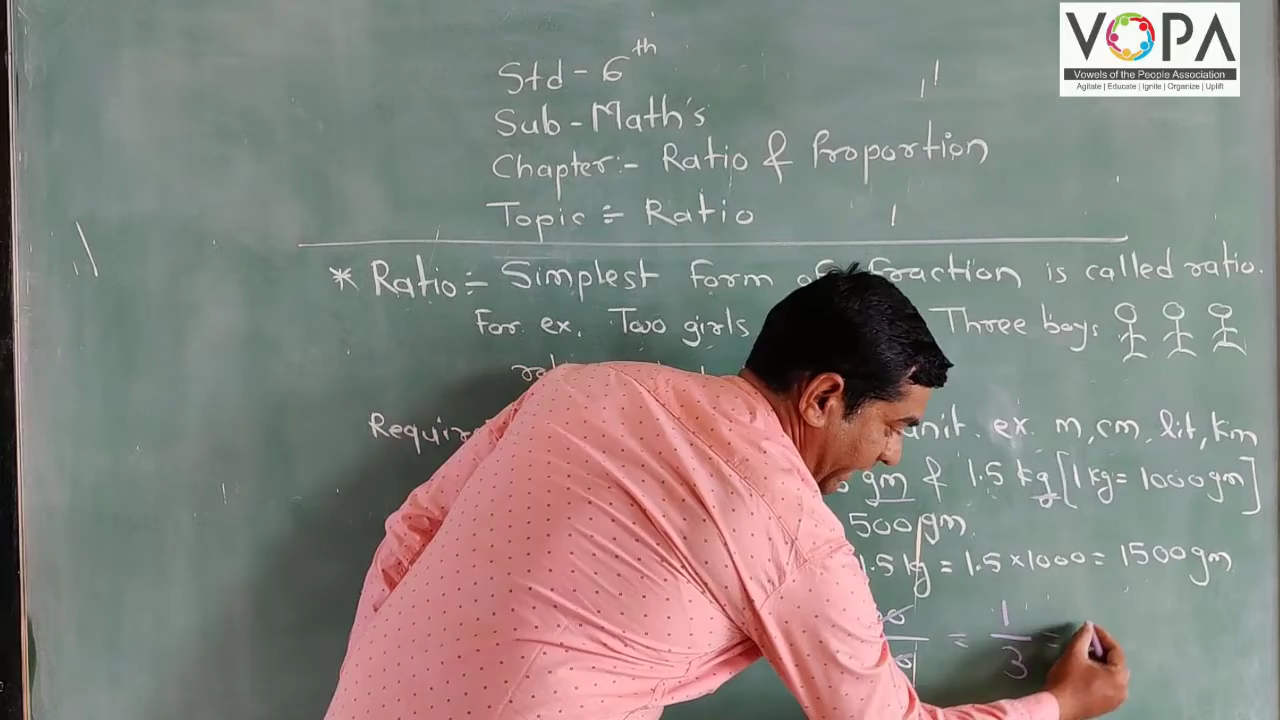 VOPA
Vowels of the People Association
Agitate | Educate | Ignite | Organize | Uplift
Std - 6th
Sub - Math's
Chapter:- Ratio & Proportion
Topic ÷ Ratio
* Ratio ÷ Simplest form of fraction is called ratio.
For ex. Two girls Three boys
unit. ex. m, cm, lit, km
gm & 1.5 kg [1 kg = 1000 gm]
500 gm.
1.5 kg = 1.5 × 1000 = 1500 gm
= 1/3 =